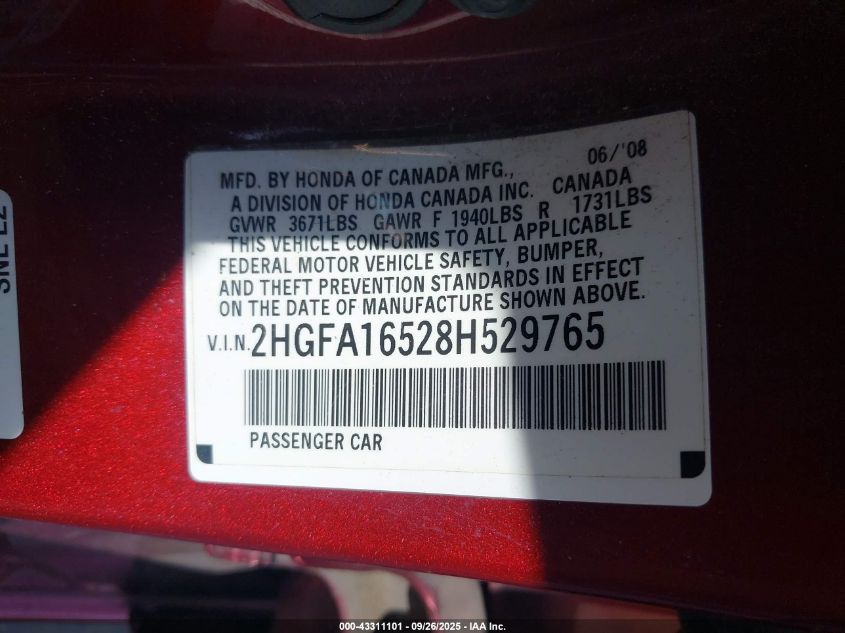 06/'08
MFD. BY HONDA OF CANADA MFG.,
A DIVISION OF HONDA CANADA INC. CANADA
GVWR 3671LBS GAWR F 1940LBS R 1731LBS
THIS VEHICLE CONFORMS TO ALL APPLICABLE
FEDERAL MOTOR VEHICLE SAFETY, BUMPER,
AND THEFT PREVENTION STANDARDS IN EFFECT
ON THE DATE OF MANUFACTURE SHOWN ABOVE.
V.I.N. 2HGFA16528H529765
PASSENGER CAR
000-43311101 - 09/26/2025 - IAA Inc.